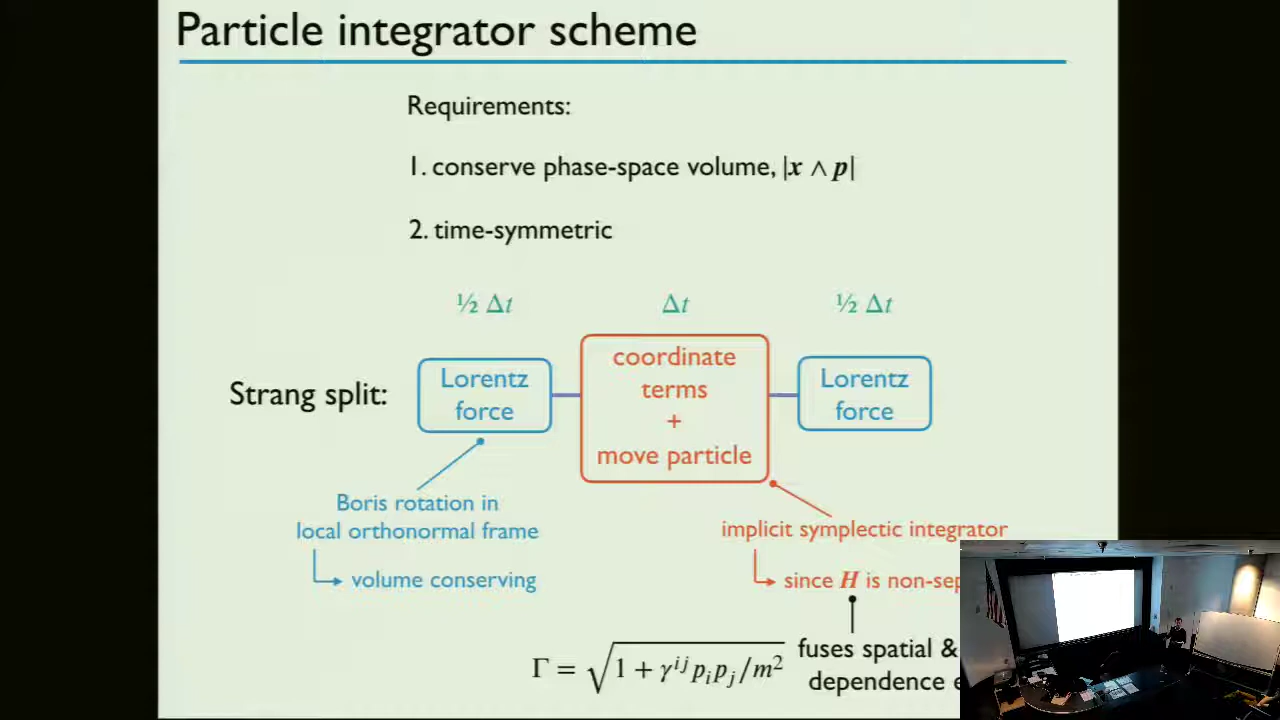 Particle integrator scheme
Requirements:
1. conserve phase-space volume, |x ∧ p|
2. time-symmetric
½ Δt
Δt
½ Δt
Strang split:
Lorentz
force
coordinate
terms
+
move particle
Lorentz
force
Boris rotation in
local orthonormal frame
volume conserving
implicit symplectic integrator
since H is
fuses spatial &
dependence
Γ = √(1 + γ^{ij} p_i p_j / m²)